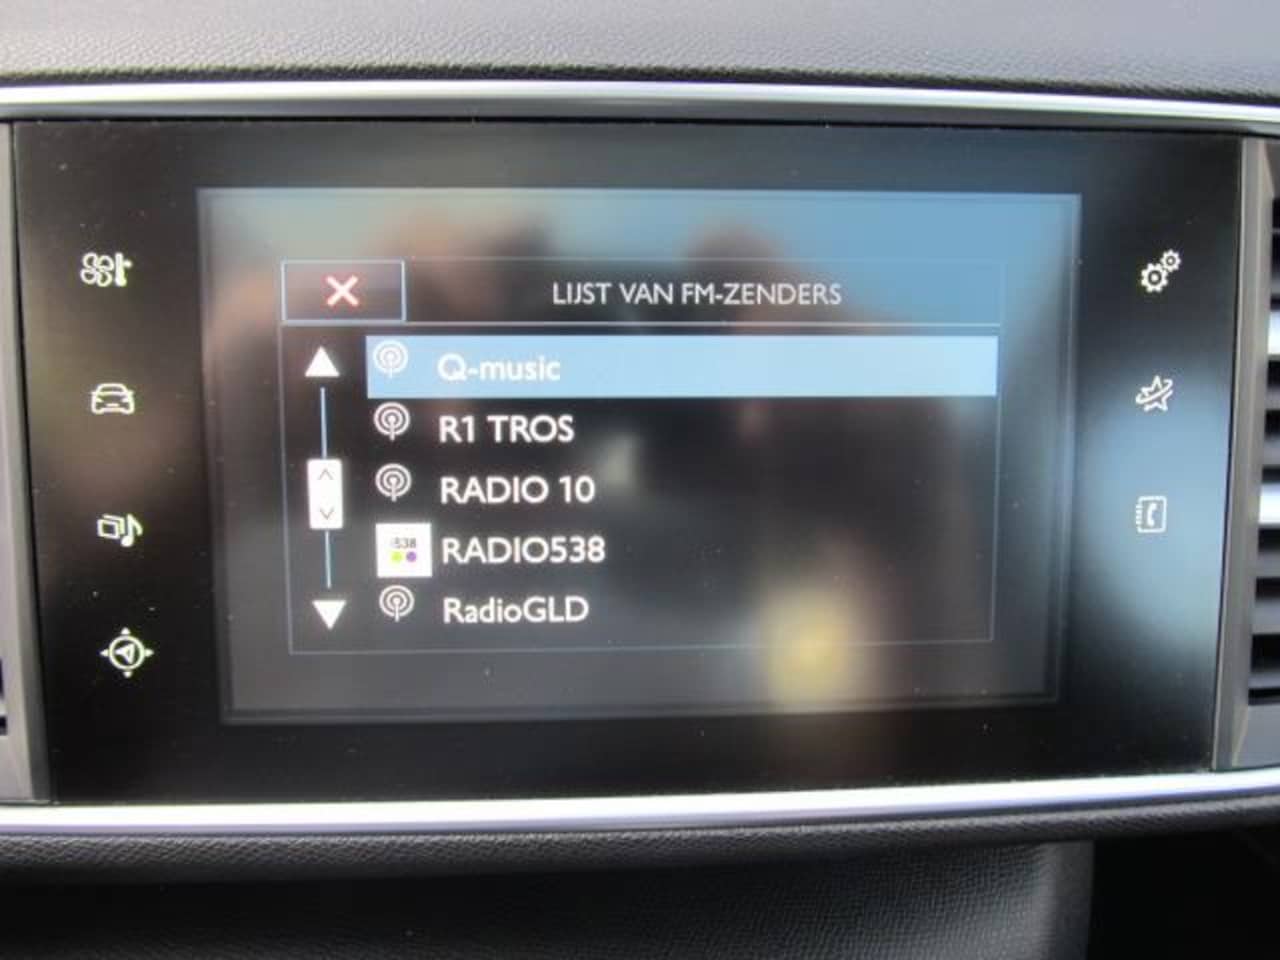 LIJST VAN FM-ZENDERS
Q-music
R1 TROS
RADIO 10
538 RADIO538
RadioGLD